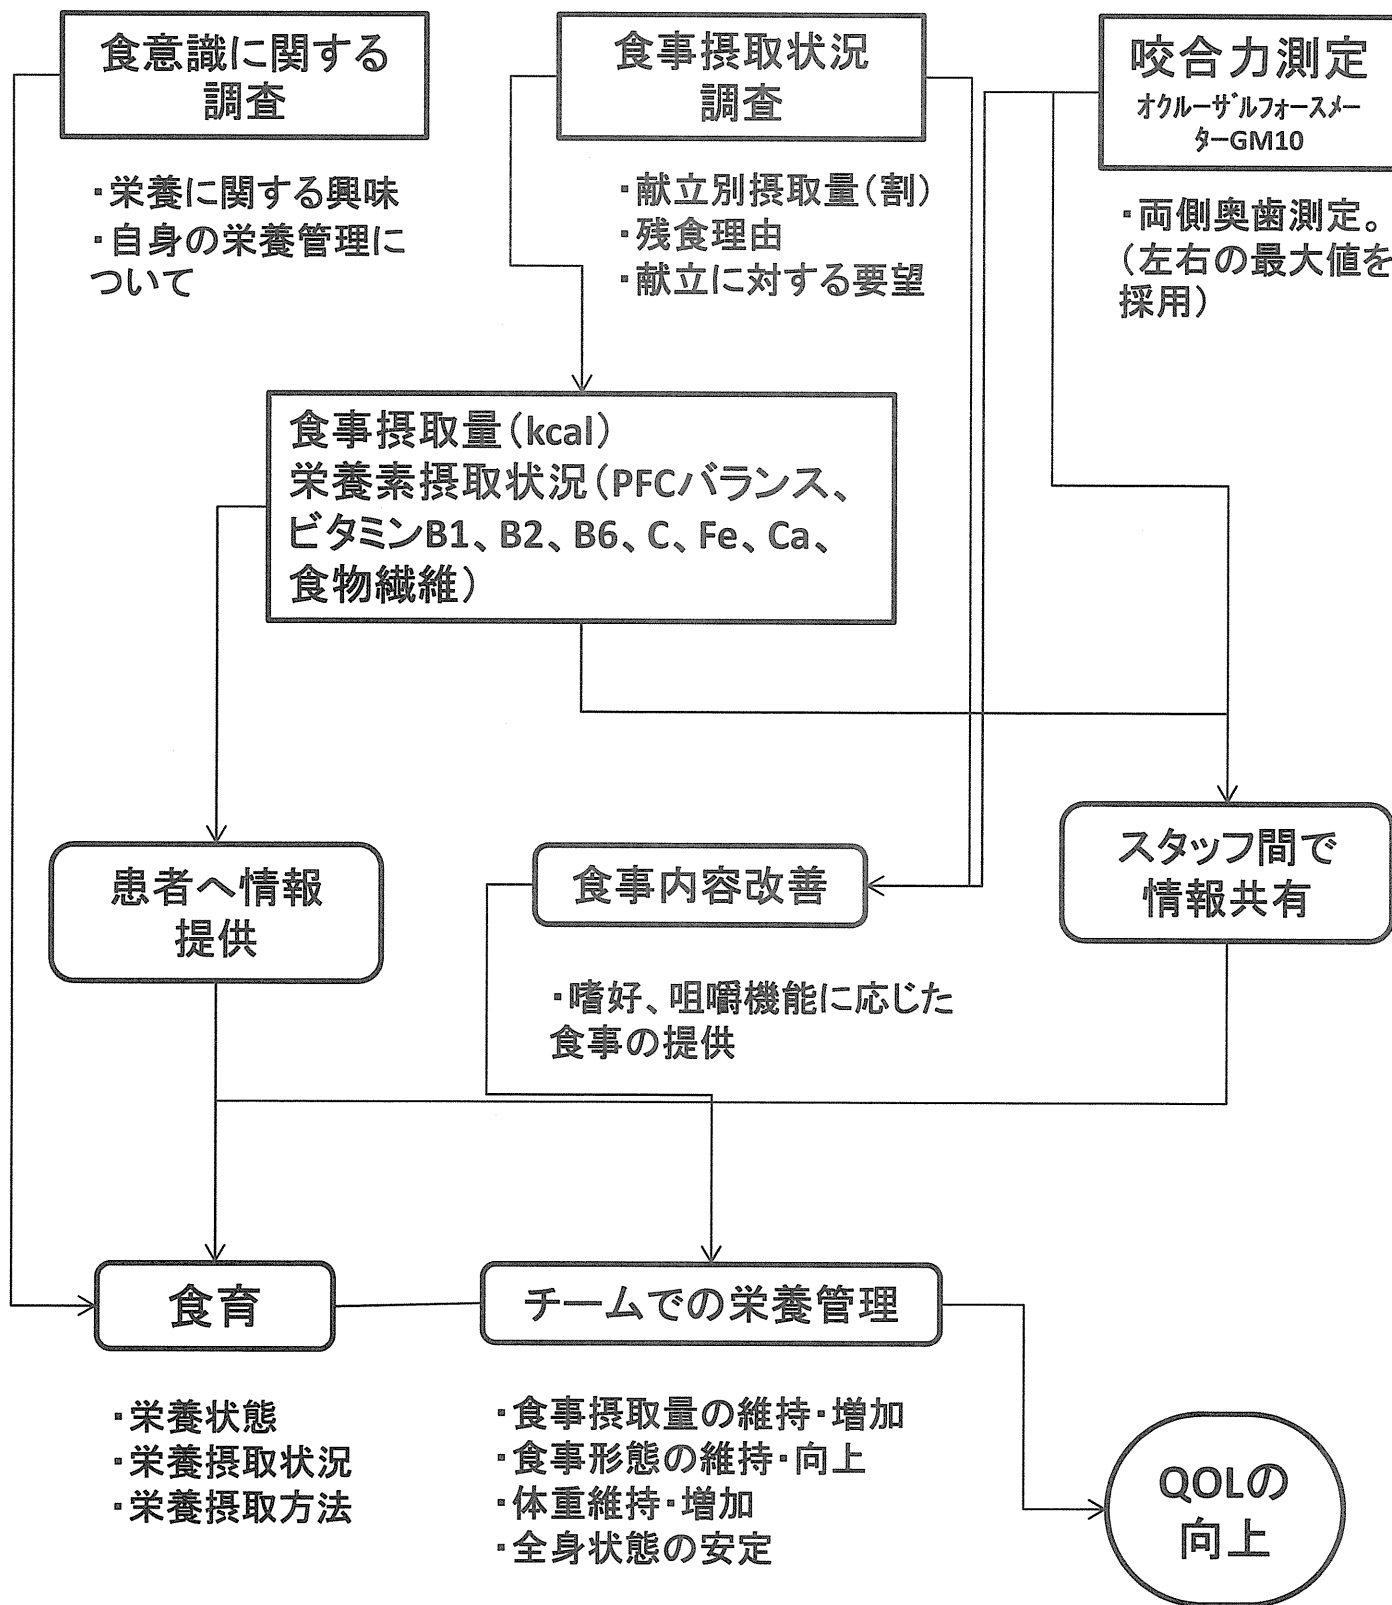 食意識に関する
調査
・栄養に関する興味
・自身の栄養管理に
ついて
食事摂取状況
調査
・献立別摂取量(割)
・残食理由
・献立に対する要望
咬合力測定
オクルーザルフォースメー
ターGM10
・両側奥歯測定。
(左右の最大値を
採用)
食事摂取量(kcal)
栄養素摂取状況(PFCバランス、
ビタミンB1、B2、B6、C、Fe、Ca、
食物繊維)
患者へ情報
提供
食事内容改善
・嗜好、咀嚼機能に応じた
食事の提供
スタッフ間で
情報共有
食育
・栄養状態
・栄養摂取状況
・栄養摂取方法
チームでの栄養管理
・食事摂取量の維持・増加
・食事形態の維持・向上
・体重維持・増加
・全身状態の安定
QOLの
向上